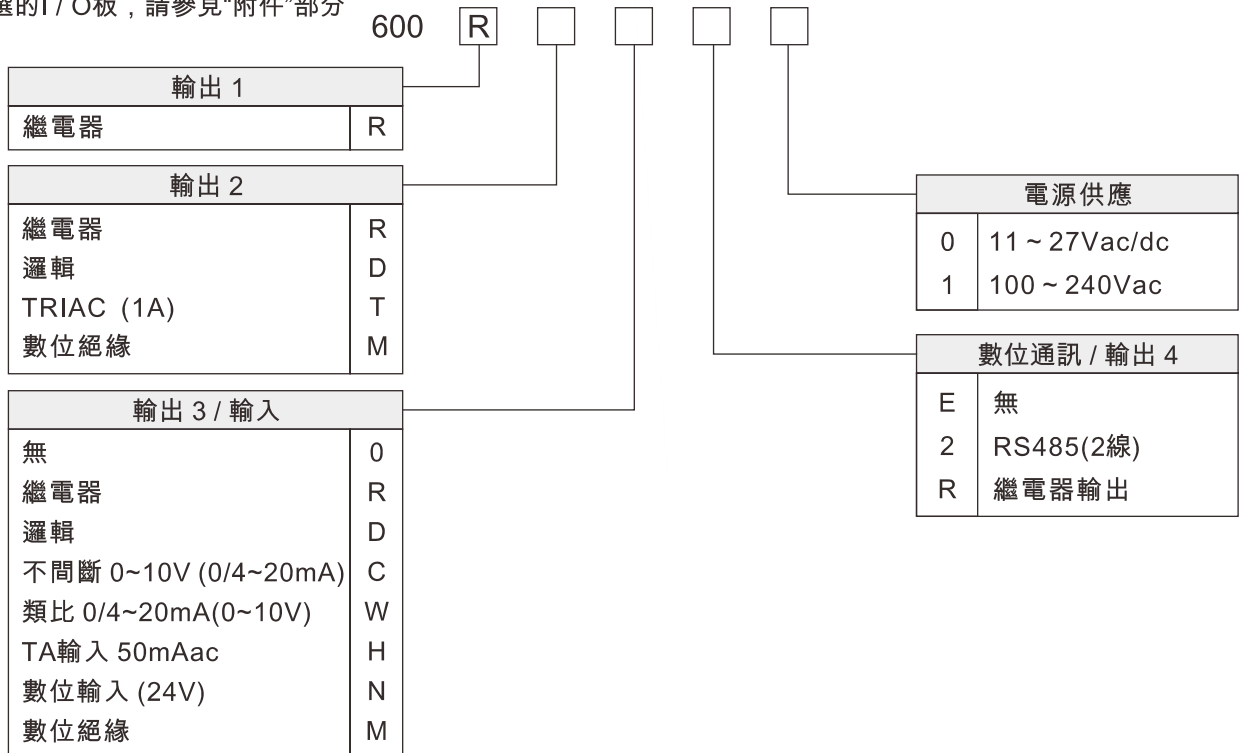 選的I / O板，請參見“附件”部分
600 R
輸出 1
繼電器 R
輸出 2
繼電器 R
邏輯 D
TRIAC (1A) T
數位絕緣 M
輸出 3 / 輸入
無 0
繼電器 R
邏輯 D
不間斷 0~10V (0/4~20mA) C
類比 0/4~20mA(0~10V) W
TA輸入 50mAac H
數位輸入 (24V) N
數位絕緣 M
電源供應
0 11 ~ 27Vac/dc
1 100 ~ 240Vac
數位通訊 / 輸出 4
E 無
2 RS485(2線)
R 繼電器輸出